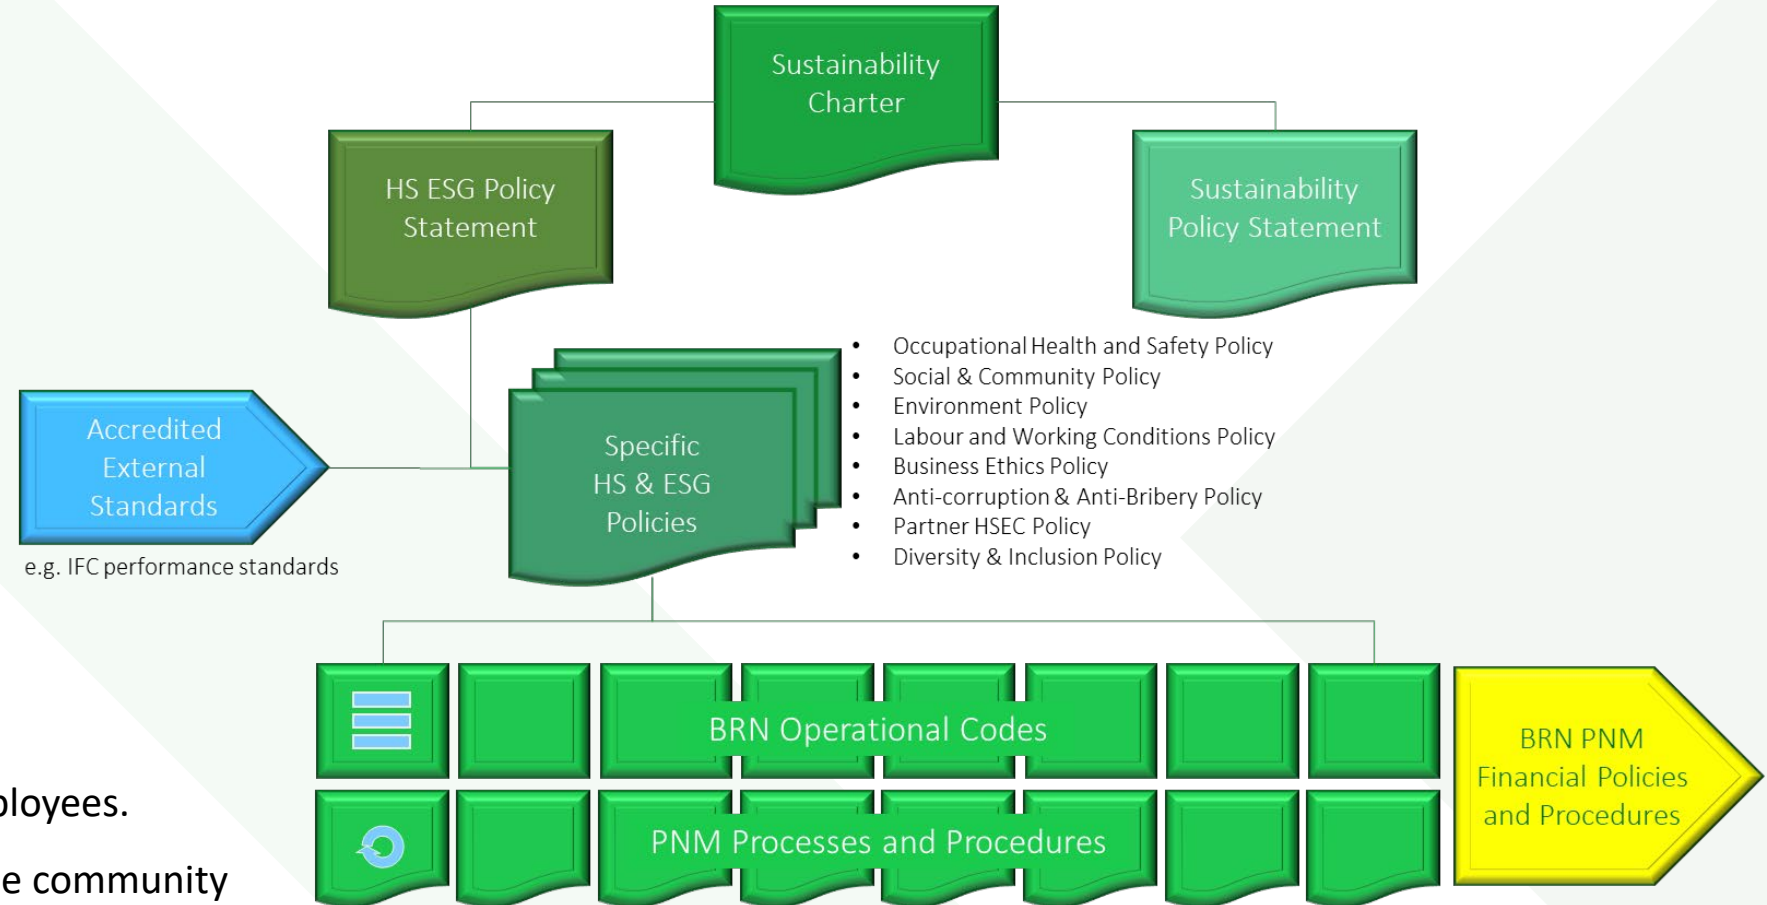 Sustainability
Charter
HS ESG Policy
Statement
Sustainability
Policy Statement
Accredited
External
Standards
e.g. IFC performance standards
Specific
HS & ESG
Policies
• Occupational Health and Safety Policy
• Social & Community Policy
• Environment Policy
• Labour and Working Conditions Policy
• Business Ethics Policy
• Anti-corruption & Anti-Bribery Policy
• Partner HSEC Policy
• Diversity & Inclusion Policy
BRN Operational Codes
PNM Processes and Procedures
BRN PNM
Financial Policies
and Procedures
ployees.
e community